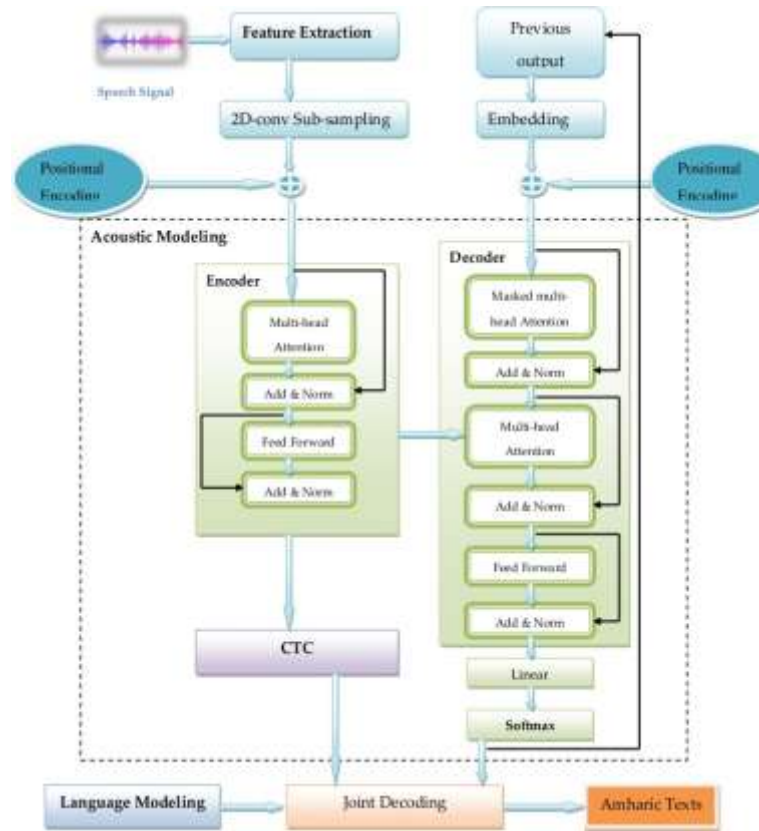 Feature Extraction
Previous
output
Speech Signal
2D-conv Sub-sampling
Embedding
Positional
Encoding
Positional
Encoding
Acoustic Modeling
Encoder
Multi-head
Attention
Add & Norm
Feed Forward
Add & Norm
Decoder
Masked multi-
head Attention
Add & Norm
Multi-head
Attention
Add & Norm
Feed Forward
Add & Norm
CTC
Linear
Softmax
Language Modeling
Joint Decoding
Amharic Texts